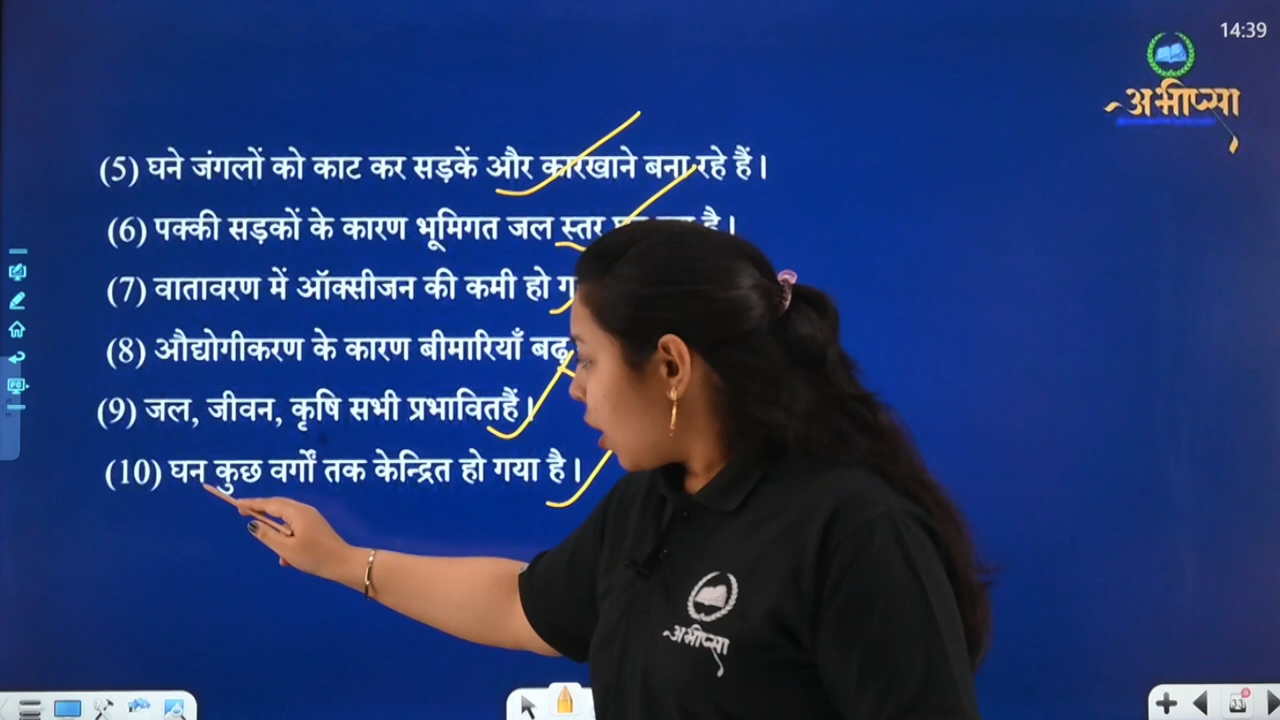 14:39
अभीप्सा
(5) घने जंगलों को काट कर सड़कें और कारखाने बना रहे हैं।
(6) पक्की सड़कों के कारण भूमिगत जल स्तर है।
(7) वातावरण में ऑक्सीजन की कमी हो
(8) औद्योगीकरण के कारण बीमारियाँ बढ़
(9) जल, जीवन, कृषि सभी प्रभावितहैं।
(10) घन कुछ वर्गों तक केन्द्रित हो गया है।
अभीप्सा
33